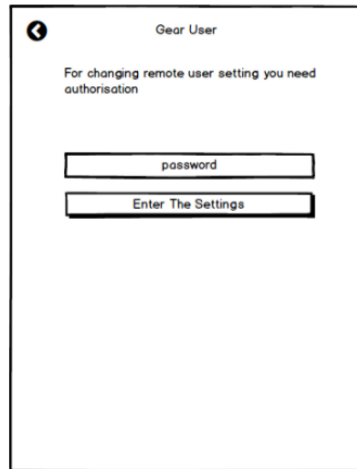 Gear User
For changing remote user setting you need
authorisation
password
Enter The Settings